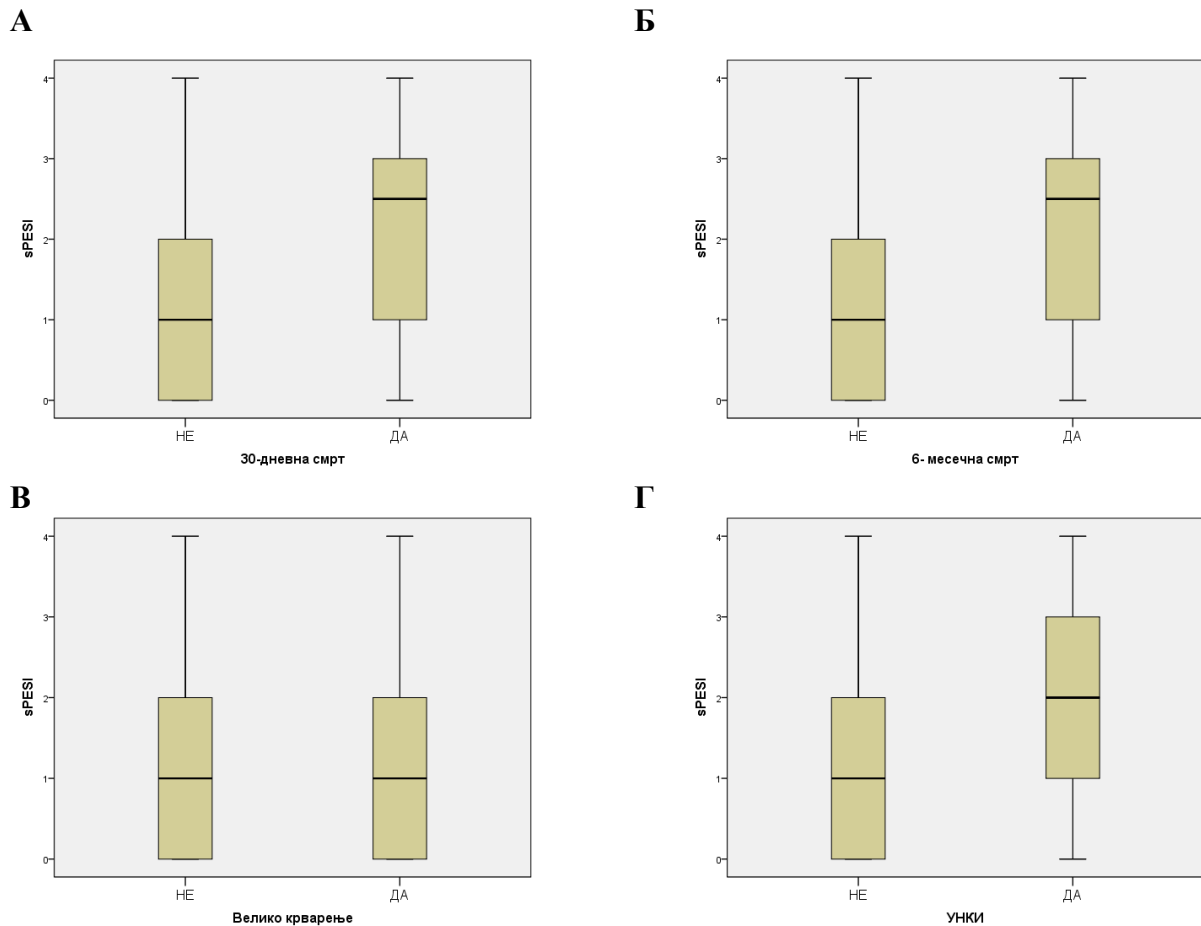 А
4
3
2
1
0
sPESI
НЕ
ДА
30-дневна смрт
Б
4
3
2
1
0
sPESI
НЕ
ДА
6- месечна смрт
В
4
3
2
1
0
sPESI
НЕ
ДА
Велико крварење
Г
4
3
2
1
0
sPESI
НЕ
ДА
УНКИ